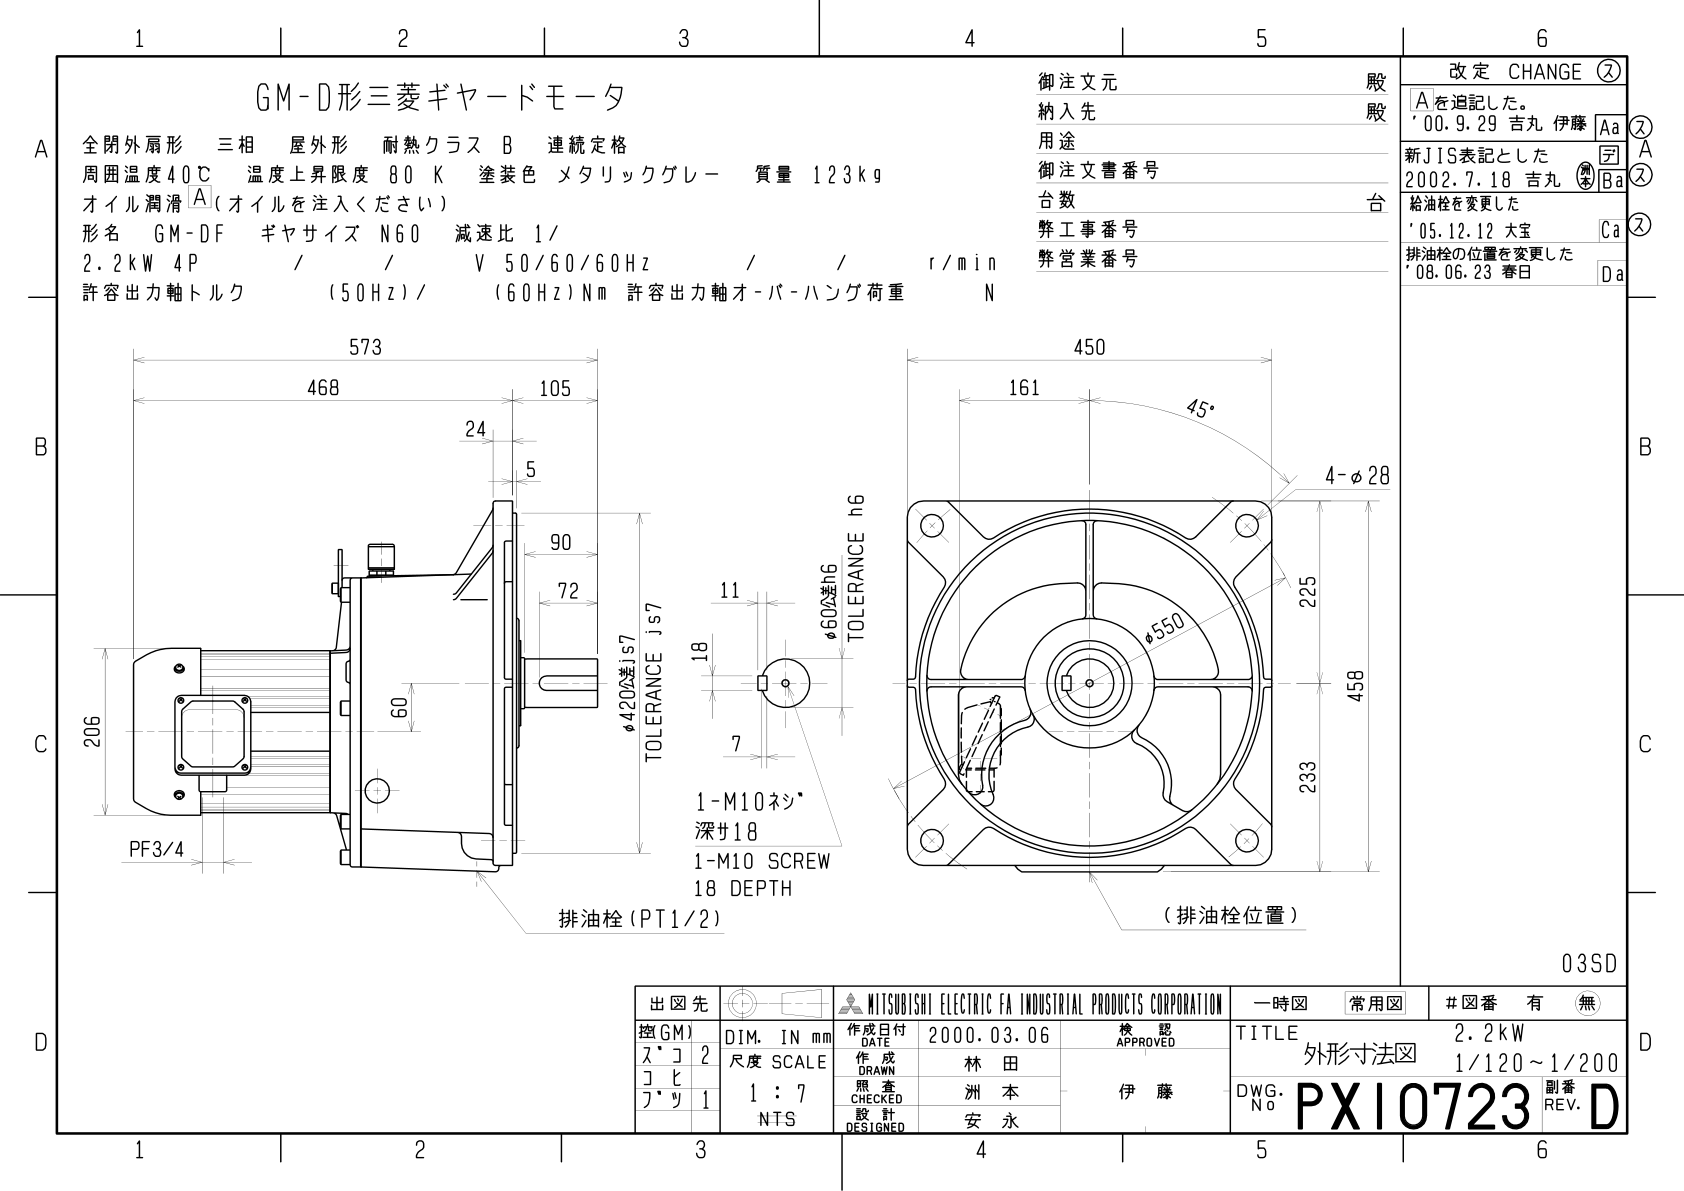 1 2 3 4 5 6
GM-D形三菱ギヤードモータ
全閉外扇形 三相 屋外形 耐熱クラス B 連続定格
周囲温度40℃ 温度上昇限度 80 K 塗装色 メタリックグレー 質量 123kg
オイル潤滑 A (オイルを注入ください)
形名 GM-DF ギヤサイズ N60 減速比 1/
2.2kW 4P / / V 50/60/60Hz / / r/min
許容出力軸トルク (50Hz)/ (60Hz)Nm 許容出力軸オーバーハング荷重 N
御注文元 殿
納入先 殿
用途
御注文書番号
台数 台
弊工事番号
弊営業番号
改定 CHANGE ス
Aを追記した。
'00.9.29 吉丸 伊藤 Aa ス
新JIS表記とした デ
2002.7.18 吉丸 洲本 Ba ス
給油栓を変更した
'05.12.12 大宝 Ca ス
排油栓の位置を変更した
'08.06.23 春日 Da
A A
B B
C C
D D
573
468 105
24
5
90
72
60
206
PF3/4
φ420公差js7
TOLERANCE js7
排油栓(PT1/2)
11
18
7
φ60公差h6
TOLERANCE h6
1-M10ネジ
深サ18
1-M10 SCREW
18 DEPTH
450
161
45°
4-φ28
φ550
225
458
233
(排油栓位置)
03SD
出図先
控(GM)
ズコ 2
コヒ
ブツ 1
DIM. IN mm
尺度 SCALE
1 : 7
NTS
MITSUBISHI ELECTRIC FA INDUSTRIAL PRODUCTS CORPORATION
作成日付 DATE 2000.03.06
作成 DRAWN 林田
照査 CHECKED 洲本
設計 DESIGNED 安永
検認 APPROVED
伊藤
一時図 常用図 #図番 有 無
TITLE 2.2kW
外形寸法図 1/120~1/200
DWG. No PX10723 副番 REV. D
1 2 3 4 5 6